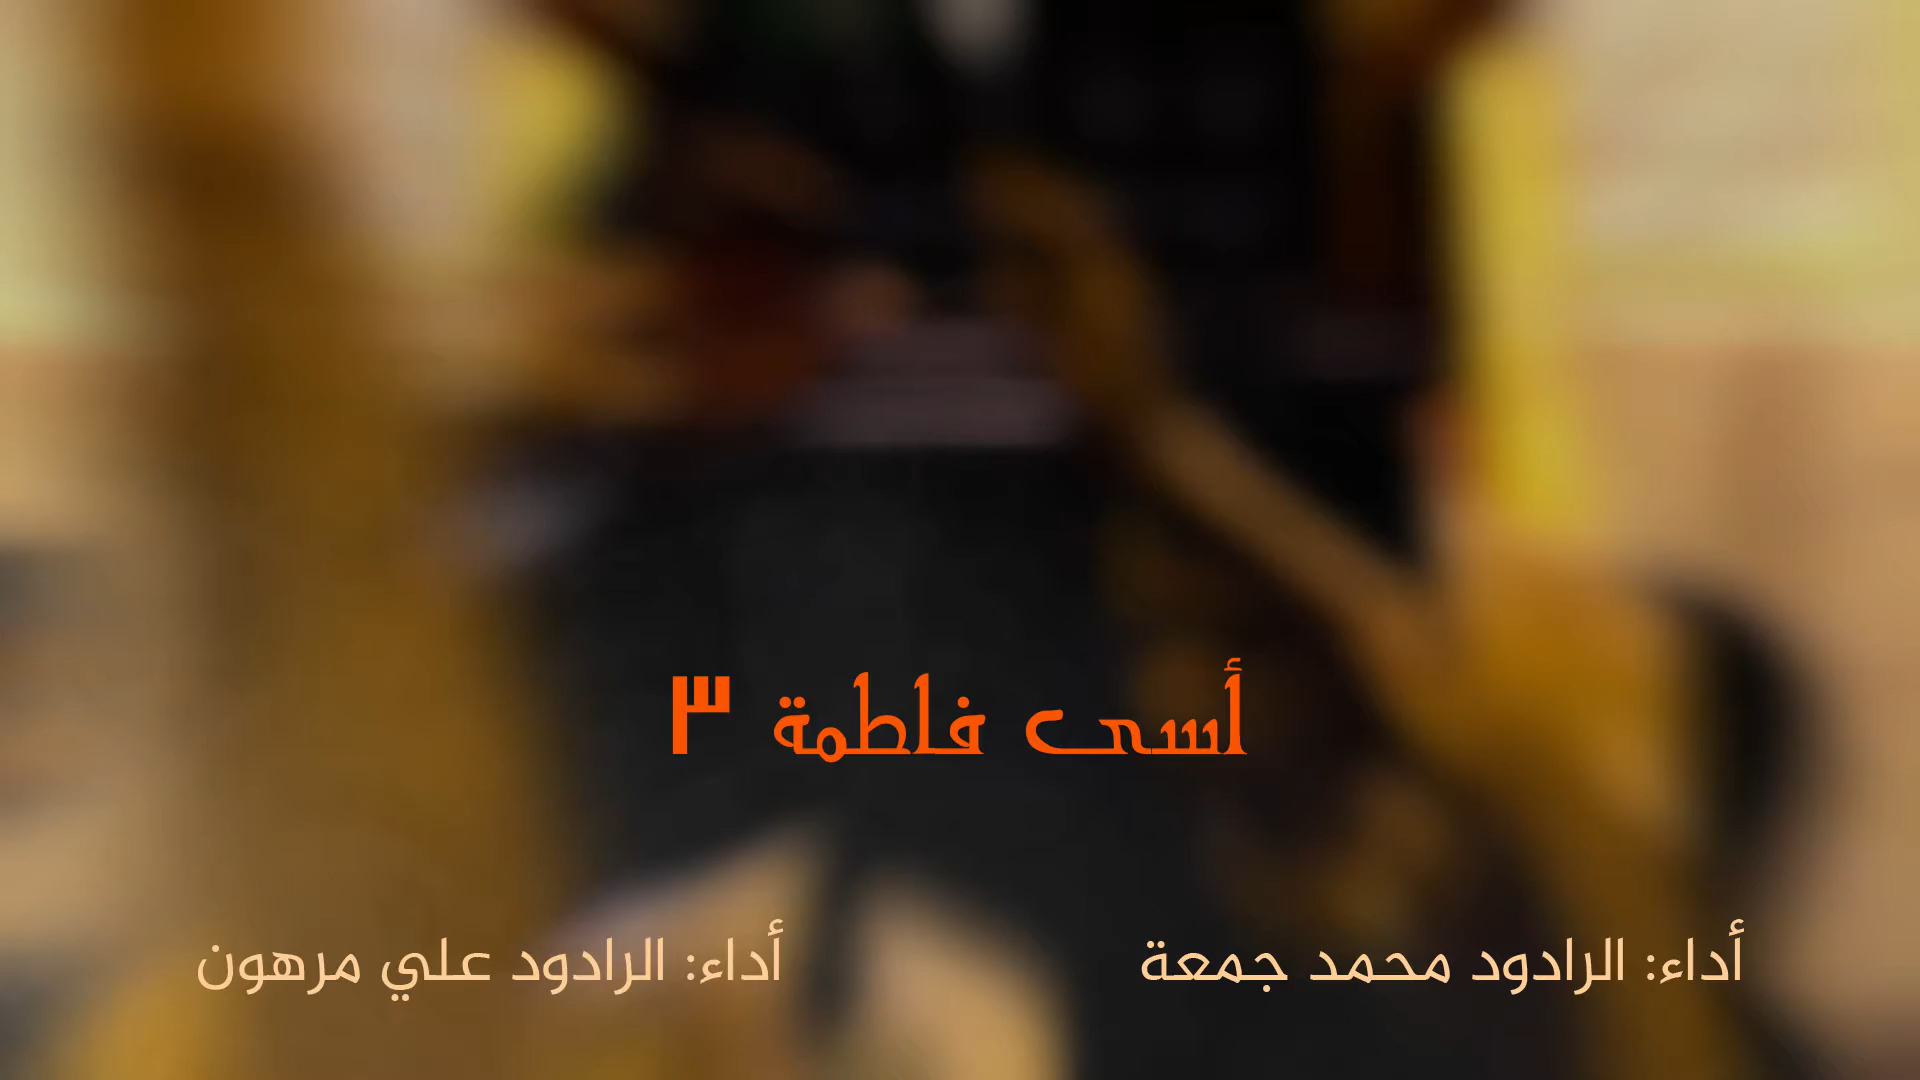 أسى فاطمة ٣
أداء: الرادود محمد جمعة
أداء: الرادود علي مرهون